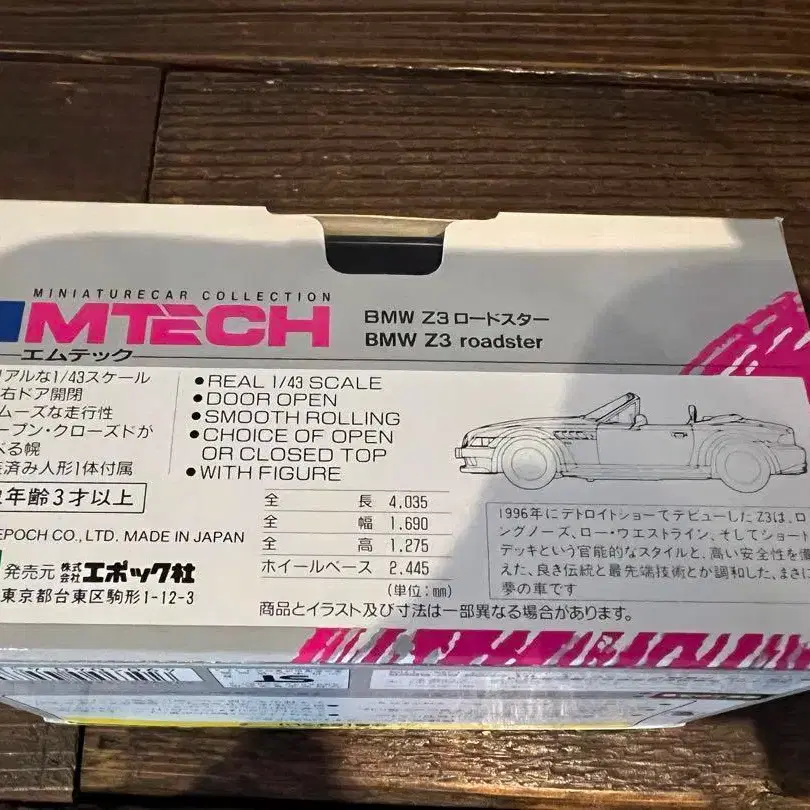 MINIATURECAR COLLECTION
MTECH
エムテック
BMW Z3 ロードスター
BMW Z3 roadster
リアルな1/43スケール
右ドア開閉
ムーズな走行性
ープン・クローズドが
べる幌
済み人形1体付属
年齢3才以上
EPOCH CO., LTD. MADE IN JAPAN
発売元 株式会社エポック社
東京都台東区駒形1-12-3
•REAL 1/43 SCALE
•DOOR OPEN
•SMOOTH ROLLING
•CHOICE OF OPEN
OR CLOSED TOP
•WITH FIGURE
全長 4.035
全幅 1.690
全高 1.275
ホイールベース 2.445
(単位:mm)
1996年にデトロイトショーでデビューしたZ3は、ロ
ングノーズ、ロー・ウエストライン、そしてショート
デッキという官能的なスタイルと、高い安全性を備
えた、良き伝統と最先端技術とが調和した、まさに
夢の車です
商品とイラスト及び寸法は一部異なる場合があります。
ST